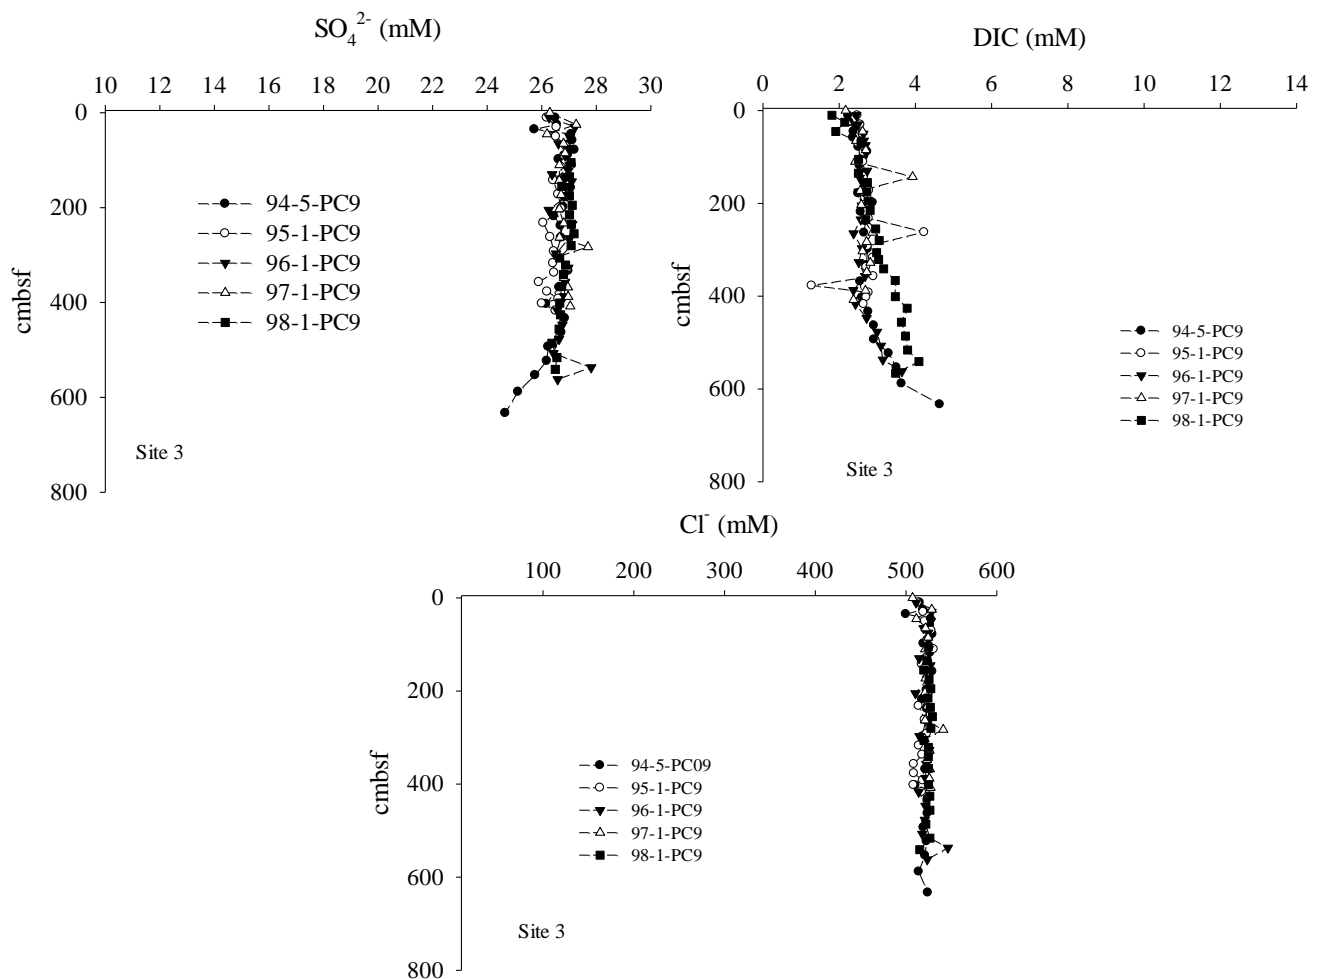 SO₄²⁻ (mM)
10 12 14 16 18 20 22 24 26 28 30
0
200
400
600
800
cmbsf
94-5-PC9
95-1-PC9
96-1-PC9
97-1-PC9
98-1-PC9
Site 3
DIC (mM)
0 2 4 6 8 10 12 14
0
100
200
300
400
500
600
700
800
94-5-PC9
95-1-PC9
96-1-PC9
97-1-PC9
98-1-PC9
Site 3
Cl⁻ (mM)
100 200 300 400 500 600
0
200
400
600
800
cmbsf
94-5-PC09
95-1-PC9
96-1-PC9
97-1-PC9
98-1-PC9
Site 3